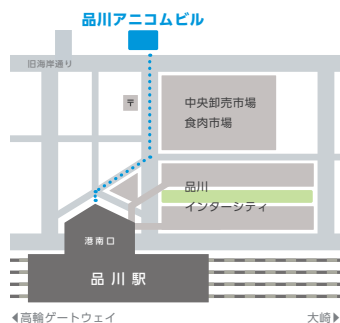 品川アニコムビル
旧海岸通り
〒
中央卸売市場
食肉市場
品川
インターシティ
港南口
品川駅
◀高輪ゲートウェイ
大崎▶